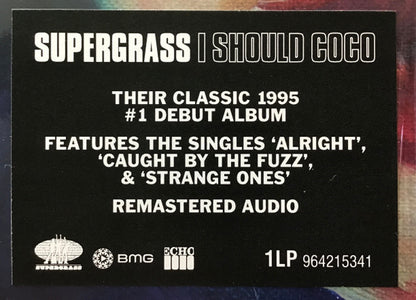 SUPERGRASS I SHOULD COCO
THEIR CLASSIC 1995
#1 DEBUT ALBUM
FEATURES THE SINGLES ‘ALRIGHT’,
‘CAUGHT BY THE FUZZ’,
& ‘STRANGE ONES’
REMASTERED AUDIO
SUPERGRASS BMG ECHO 1LP 964215341